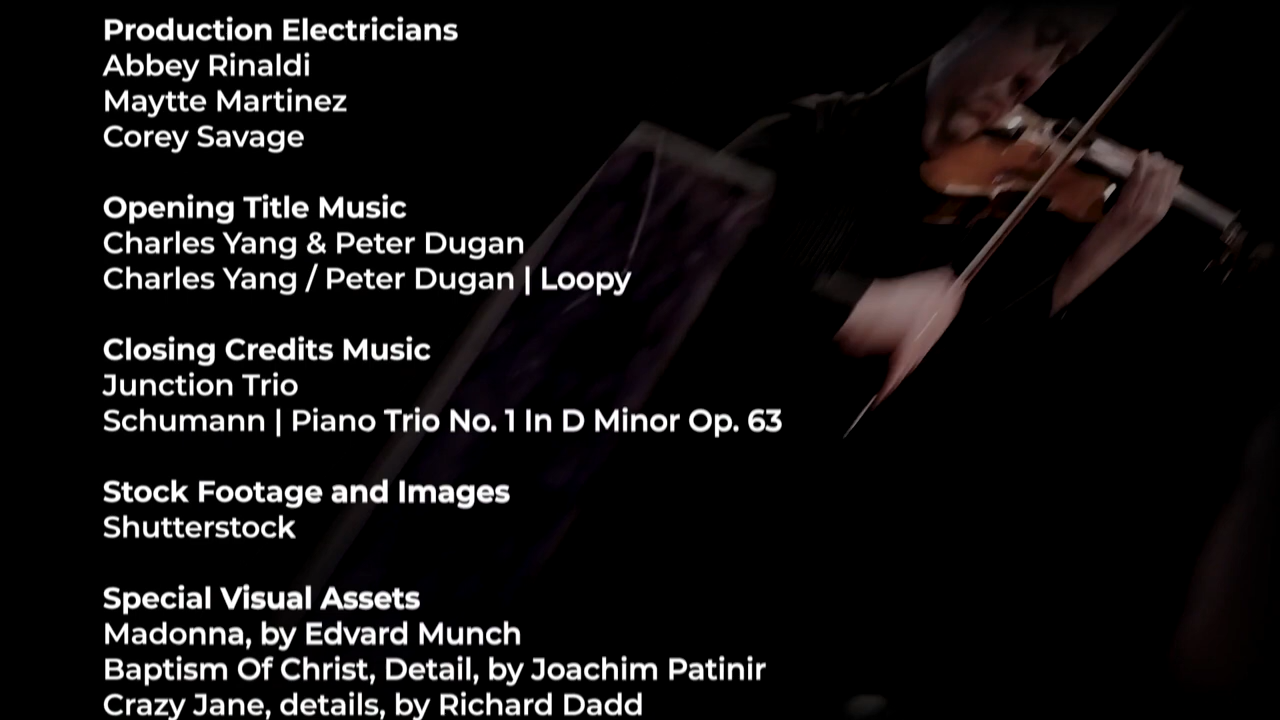 Production Electricians
Abbey Rinaldi
Maytte Martinez
Corey Savage
Opening Title Music
Charles Yang & Peter Dugan
Charles Yang / Peter Dugan | Loopy
Closing Credits Music
Junction Trio
Schumann | Piano Trio No. 1 In D Minor Op. 63
Stock Footage and Images
Shutterstock
Special Visual Assets
Madonna, by Edvard Munch
Baptism Of Christ, Detail, by Joachim Patinir
Crazy Jane, details, by Richard Dadd